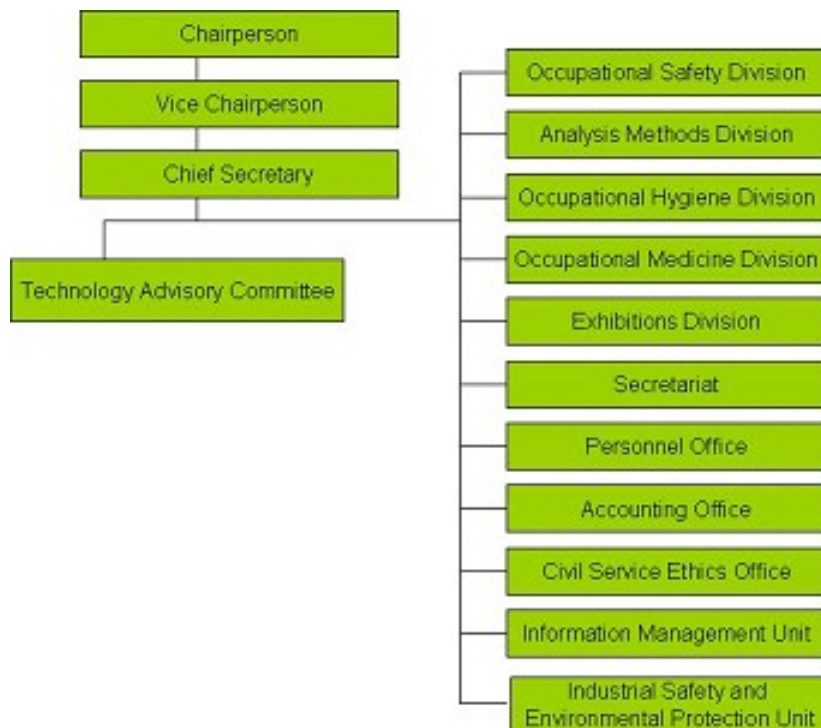 Chairperson
Vice Chairperson
Chief Secretary
Technology Advisory Committee
Occupational Safety Division
Analysis Methods Division
Occupational Hygiene Division
Occupational Medicine Division
Exhibitions Division
Secretariat
Personnel Office
Accounting Office
Civil Service Ethics Office
Information Management Unit
Industrial Safety and
Environmental Protection Unit